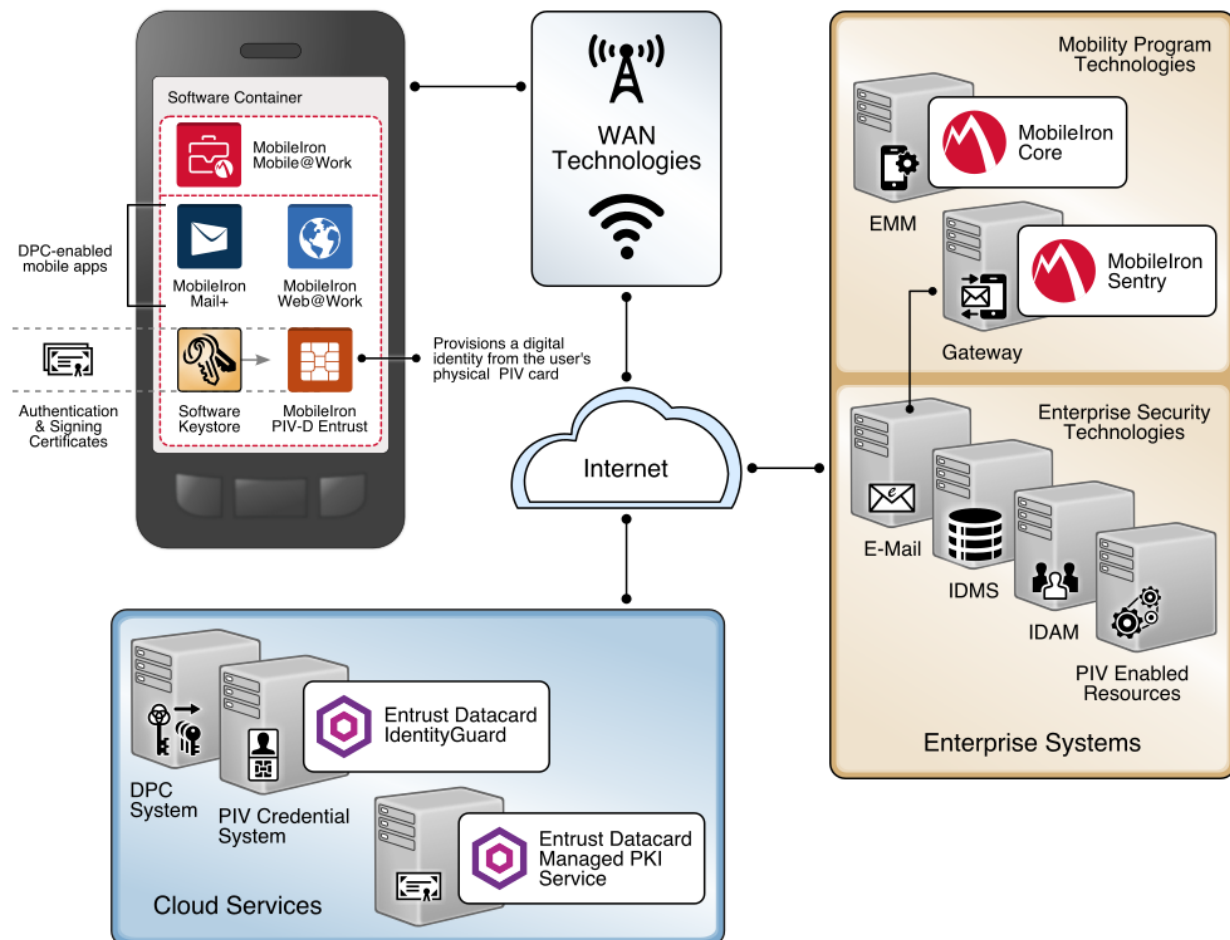 Software Container
MobileIron
Mobile@Work
DPC-enabled
mobile apps
MobileIron
Mail+
MobileIron
Web@Work
Authentication
& Signing
Certificates
Software
Keystore
MobileIron
PIV-D Entrust
Provisions a digital
identity from the user's
physical PIV card
WAN
Technologies
Internet
Mobility Program
Technologies
MobileIron
Core
EMM
MobileIron
Sentry
Gateway
Enterprise Security
Technologies
e
E-Mail
IDMS
IDAM
PIV Enabled
Resources
Enterprise Systems
DPC
System
PIV Credential
System
Entrust Datacard
IdentityGuard
Entrust Datacard
Managed PKI
Service
Cloud Services